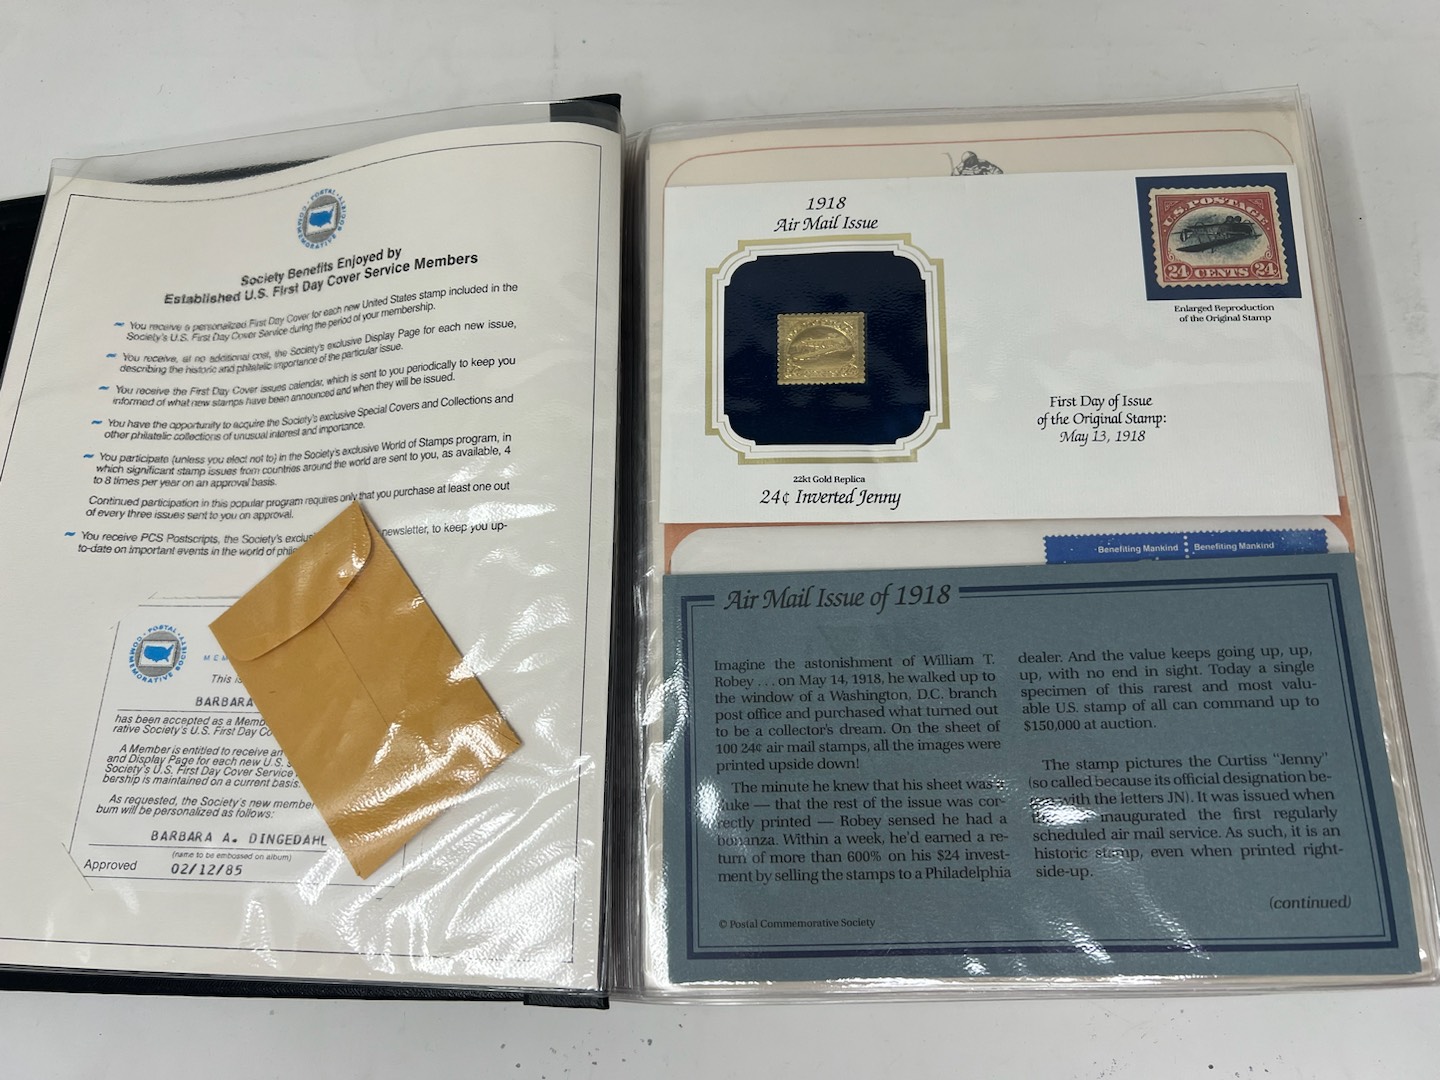 POSTAL COMMEMORATIVE SOCIETY
Society Benefits Enjoyed by
Established U.S. First Day Cover Service Members
You receive a personalized First Day Cover for each new United States stamp included in the
Society's U.S. First Day Cover Service during the period of your membership.
You receive, at no additional cost, the Society's exclusive Display Page for each new issue,
describing the historic and philatelic importance of the particular issue.
You receive the First Day Cover issues calendar, which is sent to you periodically to keep you
informed of what new stamps have been announced and when they will be issued.
You have the opportunity to acquire the Society's exclusive Special Covers and Collections and
other philatelic collections of unusual interest and importance.
You participate (unless you elect not to) in the Society's exclusive World of Stamps program, in
which significant stamp issues from countries around the world are sent to you, as available, 4
to 8 times per year on an approval basis.
Continued participation in this popular program requires only that you purchase at least one out
of every three issues sent to you on approval.
You receive PCS Postscripts, the Society's newsletter, to keep you up-
to-date on important events in the world of
POSTAL COMMEMORATIVE SOCIETY
This is
BARBARA
has been accepted as a
rative Society's U.S. First Day
A Member is entitled to receive
and Display Page for each new U.S.
Society's U.S. First Day Cover Service
bership is maintained on a current basis.
As requested, the Society's new member
bum will be personalized as follows:
BARBARA A. DINGEDAHL
(name to be embossed on album)
Approved 02/12/85
1918
Air Mail Issue
22kt Gold Replica
24¢ Inverted Jenny
U.S. POSTAGE
24 CENTS 24
Enlarged Reproduction
of the Original Stamp
First Day of Issue
of the Original Stamp:
May 13, 1918
Benefiting Mankind Benefiting Mankind
Air Mail Issue of 1918
Imagine the astonishment of William T.
Robey . . . on May 14, 1918, he walked up to
the window of a Washington, D.C. branch
post office and purchased what turned out
to be a collector's dream. On the sheet of
100 24¢ air mail stamps, all the images were
printed upside down!
The minute he knew that his sheet was a
fluke — that the rest of the issue was cor-
rectly printed — Robey sensed he had a
bonanza. Within a week, he'd earned a re-
turn of more than 600% on his $24 invest-
ment by selling the stamps to a Philadelphia
dealer. And the value keeps going up, up,
up, with no end in sight. Today a single
specimen of this rarest and most valu-
able U.S. stamp of all can command up to
$150,000 at auction.
The stamp pictures the Curtiss "Jenny"
(so called because its official designation be-
with the letters JN). It was issued when
inaugurated the first regularly
scheduled air mail service. As such, it is an
historic stamp, even when printed right-
side-up.
(continued)
© Postal Commemorative Society